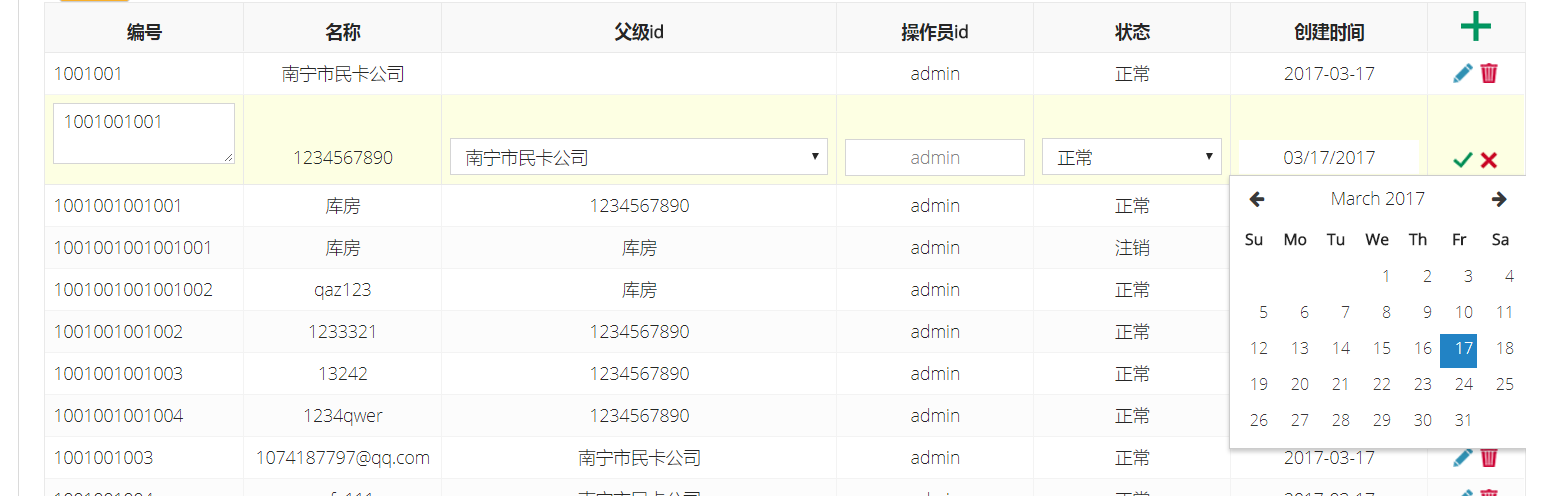 编号 名称 父级id 操作员id 状态 创建时间
1001001 南宁市民卡公司 admin 正常 2017-03-17
1001001001 1234567890 南宁市民卡公司 admin 正常 03/17/2017
March 2017
Su Mo Tu We Th Fr Sa
1 2 3 4
5 6 7 8 9 10 11
12 13 14 15 16 17 18
19 20 21 22 23 24 25
26 27 28 29 30 31
1001001001001 库房 1234567890 admin 正常
1001001001001001 库房 库房 admin 注销
1001001001001002 qaz123 库房 admin 正常
1001001001002 1233321 1234567890 admin 正常
1001001001003 13242 1234567890 admin 正常
1001001001004 1234qwer 1234567890 admin 正常
1001001003 1074187797@qq.com 南宁市民卡公司 admin 正常 2017-03-17